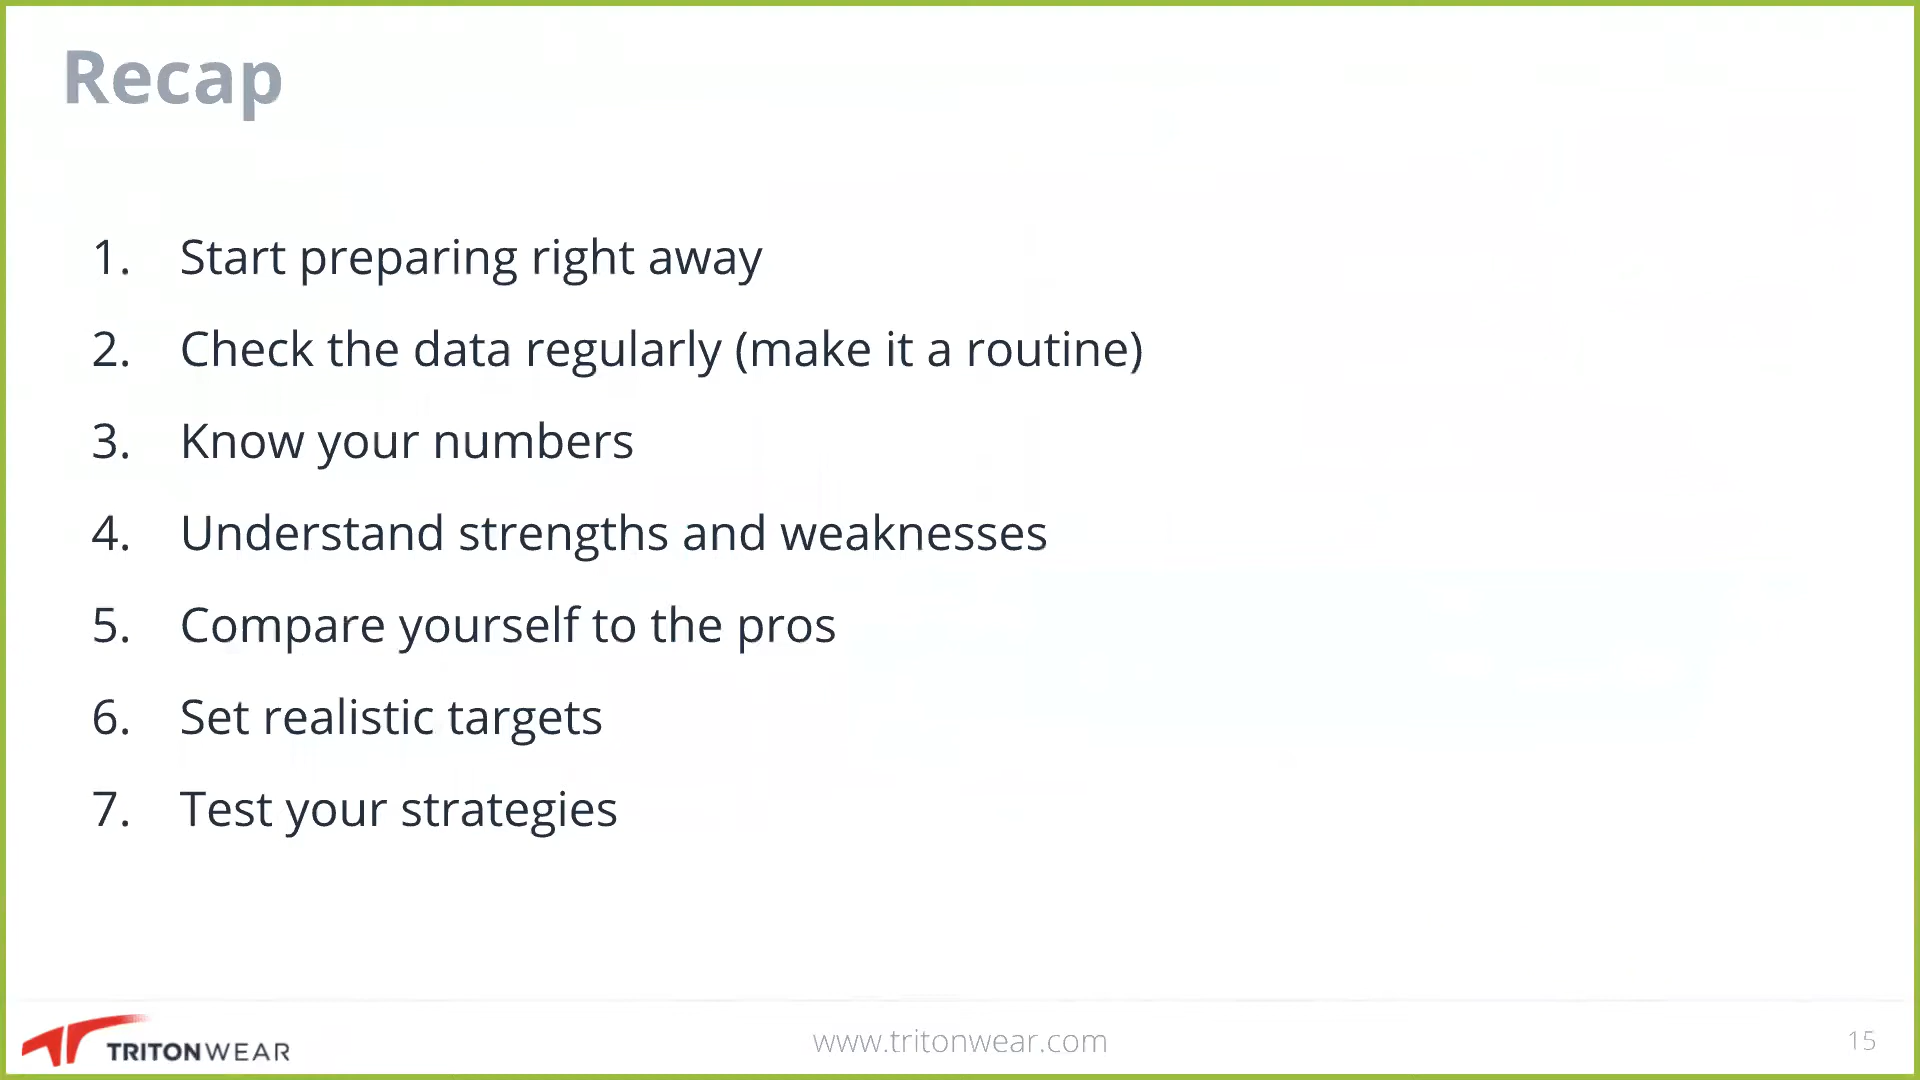 Recap
1. Start preparing right away
2. Check the data regularly (make it a routine)
3. Know your numbers
4. Understand strengths and weaknesses
5. Compare yourself to the pros
6. Set realistic targets
7. Test your strategies
TRITONWEAR
www.tritonwear.com
15